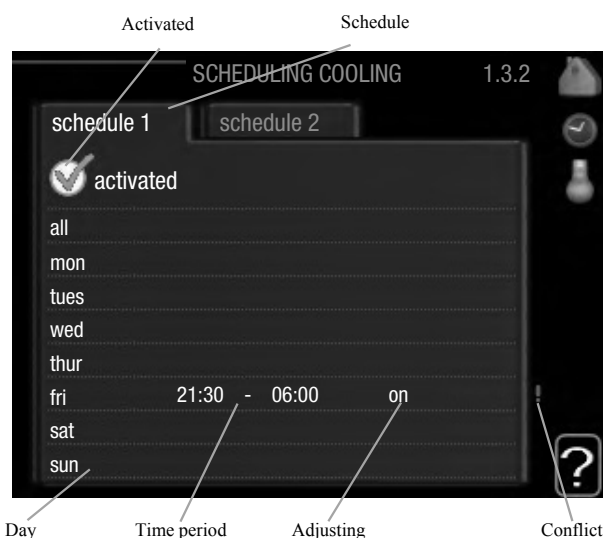 Activated Schedule
SCHEDULING COOLING 1.3.2
schedule 1 schedule 2
activated
all
mon
tues
wed
thur
fri 21:30 - 06:00 on !
sat
sun
?
Day Time period Adjusting Conflict